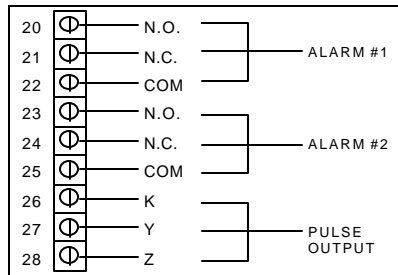 20 N.O.
21 N.C. ALARM #1
22 COM
23 N.O.
24 N.C. ALARM #2
25 COM
26 K
27 Y PULSE
OUTPUT
28 Z